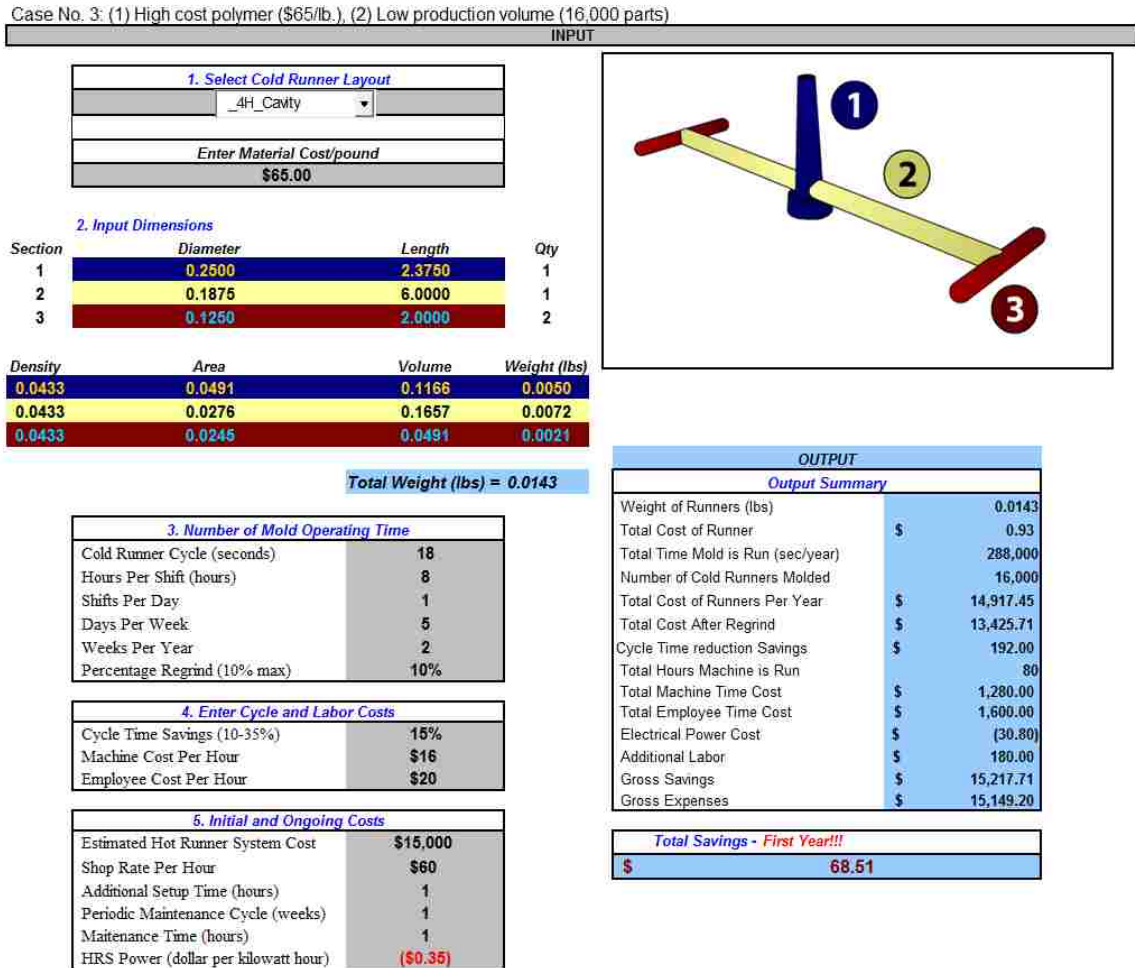 Case No. 3: (1) High cost polymer ($65/lb.), (2) Low production volume (16,000 parts)
INPUT
1. Select Cold Runner Layout
_4H_Cavity
Enter Material Cost/pound
$65.00
1
2
3
2. Input Dimensions
Section Diameter Length Qty
1 0.2500 2.3750 1
2 0.1875 6.0000 1
3 0.1250 2.0000 2
Density Area Volume Weight (lbs)
0.0433 0.0491 0.1166 0.0050
0.0433 0.0276 0.1657 0.0072
0.0433 0.0245 0.0491 0.0021
Total Weight (lbs) = 0.0143
3. Number of Mold Operating Time
Cold Runner Cycle (seconds) 18
Hours Per Shift (hours) 8
Shifts Per Day 1
Days Per Week 5
Weeks Per Year 2
Percentage Regrind (10% max) 10%
4. Enter Cycle and Labor Costs
Cycle Time Savings (10-35%) 15%
Machine Cost Per Hour $16
Employee Cost Per Hour $20
5. Initial and Ongoing Costs
Estimated Hot Runner System Cost $15,000
Shop Rate Per Hour $60
Additional Setup Time (hours) 1
Periodic Maintenance Cycle (weeks) 1
Maitenance Time (hours) 1
HRS Power (dollar per kilowatt hour) ($0.35)
OUTPUT
Output Summary
Weight of Runners (lbs) 0.0143
Total Cost of Runner $ 0.93
Total Time Mold is Run (sec/year) 288,000
Number of Cold Runners Molded 16,000
Total Cost of Runners Per Year $ 14,917.45
Total Cost After Regrind $ 13,425.71
Cycle Time reduction Savings $ 192.00
Total Hours Machine is Run 80
Total Machine Time Cost $ 1,280.00
Total Employee Time Cost $ 1,600.00
Electrical Power Cost $ (30.80)
Additional Labor $ 180.00
Gross Savings $ 15,217.71
Gross Expenses $ 15,149.20
Total Savings - First Year!!!
$ 68.51